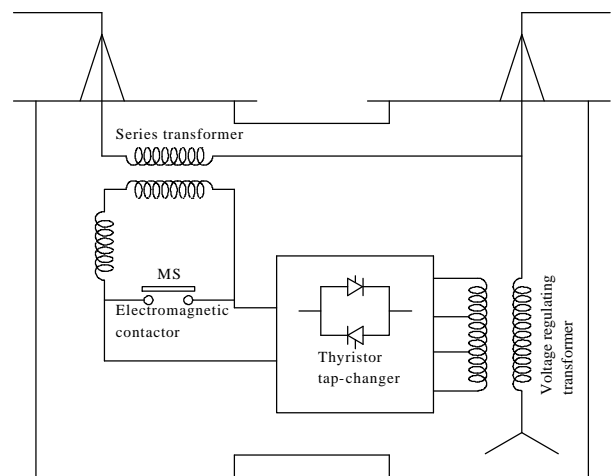 Series transformer
MS
Electromagnetic
contactor
Thyristor
tap-changer
Voltage regulating
transformer